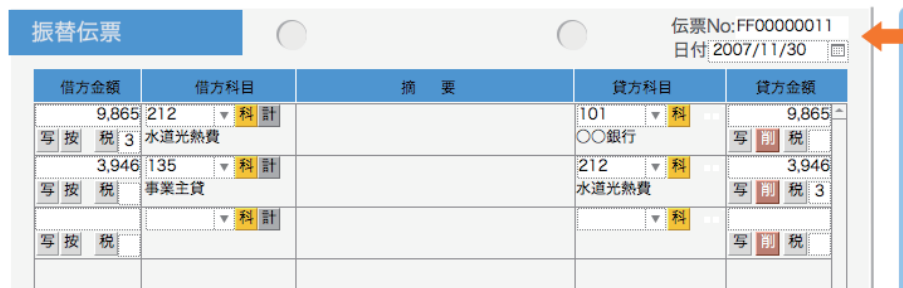 振替伝票
伝票No:FF00000011
日付 2007/11/30
借方金額 借方科目 摘 要 貸方科目 貸方金額
9,865 212 科 計 101 科 9,865
写 按 税 3 水道光熱費 〇〇銀行 写 削 税
3,946 135 科 計 212 科 3,946
写 按 税 事業主貸 水道光熱費 写 削 税 3
科 計 科
写 按 税 写 削 税